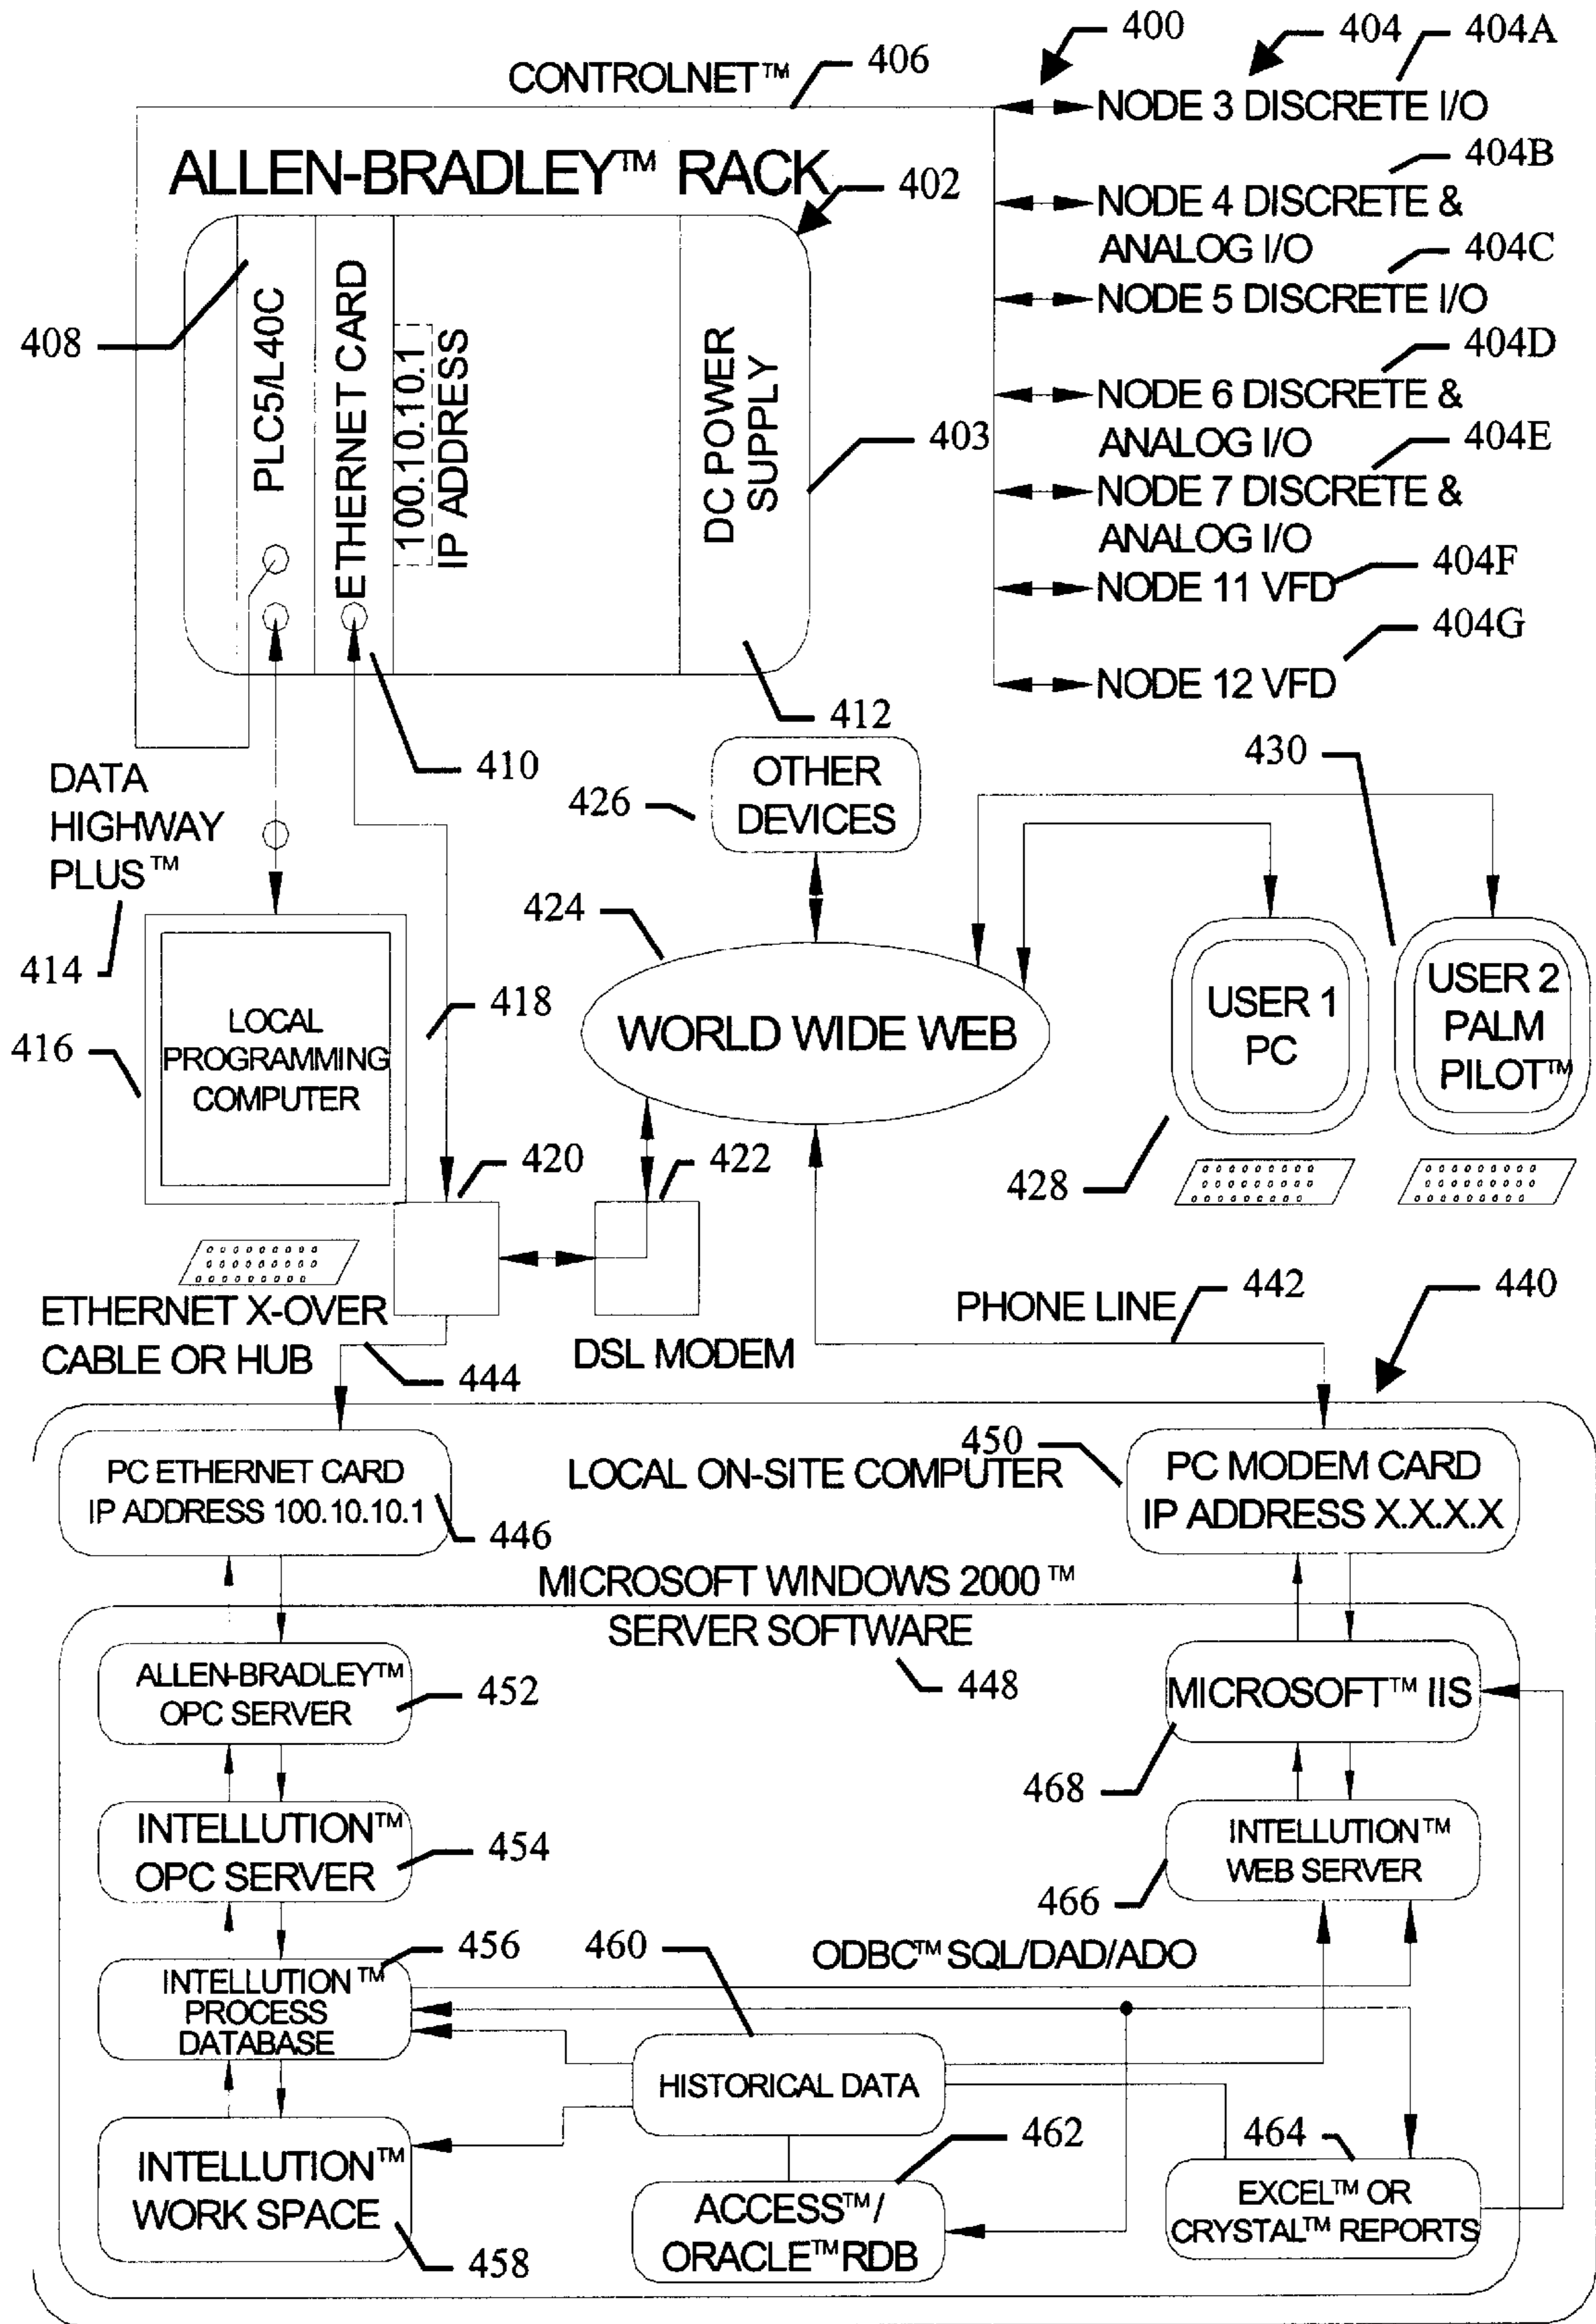 400
404
404A
CONTROLNET™
406
NODE 3 DISCRETE I/O
ALLEN-BRADLEY™ RACK
402
404B
NODE 4 DISCRETE &
ANALOG I/O
404C
NODE 5 DISCRETE I/O
404D
NODE 6 DISCRETE &
ANALOG I/O
404E
NODE 7 DISCRETE &
ANALOG I/O
404F
NODE 11 VFD
404G
NODE 12 VFD
408
PLC5/L40C
ETHERNET CARD
100.10.10.1
IP ADDRESS
DC POWER
SUPPLY
403
412
410
DATA
HIGHWAY
PLUS™
414
OTHER
DEVICES
426
430
424
418
416
LOCAL
PROGRAMMING
COMPUTER
WORLD WIDE WEB
USER 1
PC
USER 2
PALM
PILOT™
420
422
428
ETHERNET X-OVER
CABLE OR HUB
444
DSL MODEM
PHONE LINE
442
440
PC ETHERNET CARD
IP ADDRESS 100.10.10.1
446
LOCAL ON-SITE COMPUTER
450
PC MODEM CARD
IP ADDRESS X.X.X.X
MICROSOFT WINDOWS 2000™
SERVER SOFTWARE
448
ALLEN-BRADLEY™
OPC SERVER
452
MICROSOFT™ IIS
468
INTELLUTION™
OPC SERVER
454
INTELLUTION™
WEB SERVER
466
456
INTELLUTION™
PROCESS
DATABASE
460
ODBC™ SQL/DAD/ADO
HISTORICAL DATA
INTELLUTION™
WORK SPACE
458
462
ACCESS™/
ORACLE™ RDB
464
EXCEL™ OR
CRYSTAL™ REPORTS